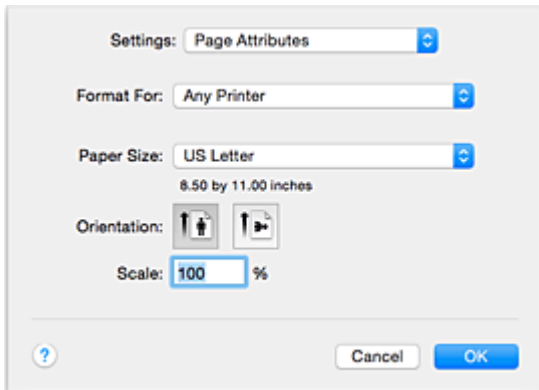 Settings: Page Attributes
Format For: Any Printer
Paper Size: US Letter
8.50 by 11.00 inches
Orientation:
Scale: 100 %
? Cancel OK